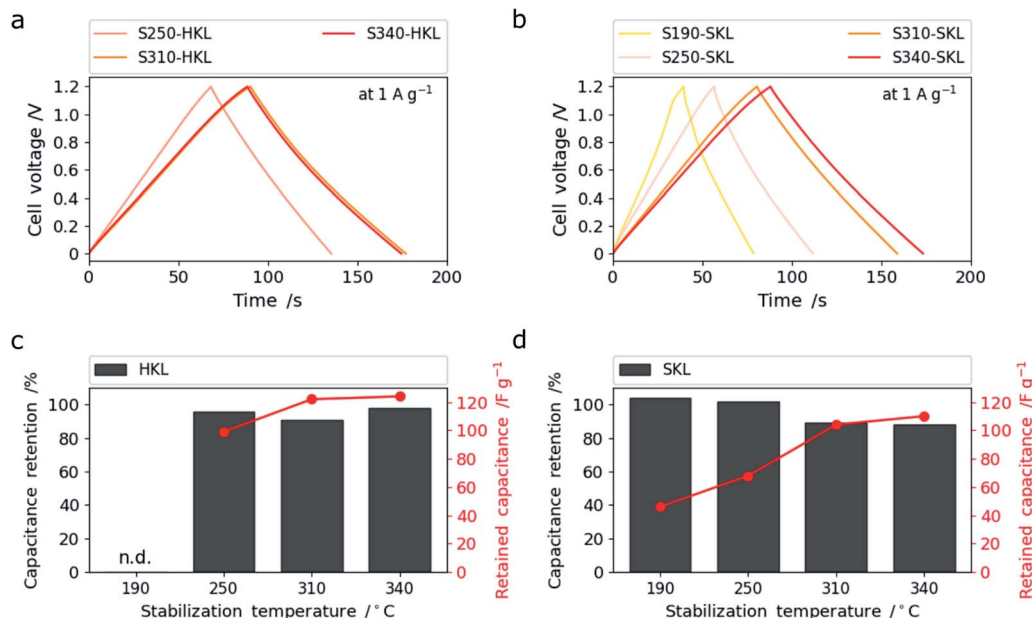 a
S250-HKL S340-HKL
S310-HKL
at 1 A g⁻¹
Cell voltage /V
1.2
1.0
0.8
0.6
0.4
0.2
0
0 50 100 150 200
Time /s
b
S190-SKL S310-SKL
S250-SKL S340-SKL
at 1 A g⁻¹
Cell voltage /V
1.2
1.0
0.8
0.6
0.4
0.2
0
0 50 100 150 200
Time /s
c
HKL
Capacitance retention /%
100
80
60
40
20
0
n.d.
190 250 310 340
Stabilization temperature /°C
120
100
80
60
40
20
0
Retained capacitance /F g⁻¹
d
SKL
Capacitance retention /%
100
80
60
40
20
0
190 250 310 340
Stabilization temperature /°C
120
100
80
60
40
20
0
Retained capacitance /F g⁻¹